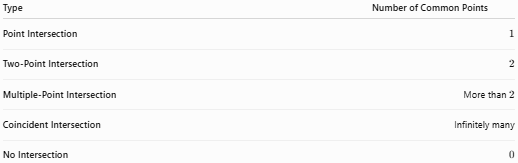 Type Number of Common Points
Point Intersection 1
Two-Point Intersection 2
Multiple-Point Intersection More than 2
Coincident Intersection Infinitely many
No Intersection 0